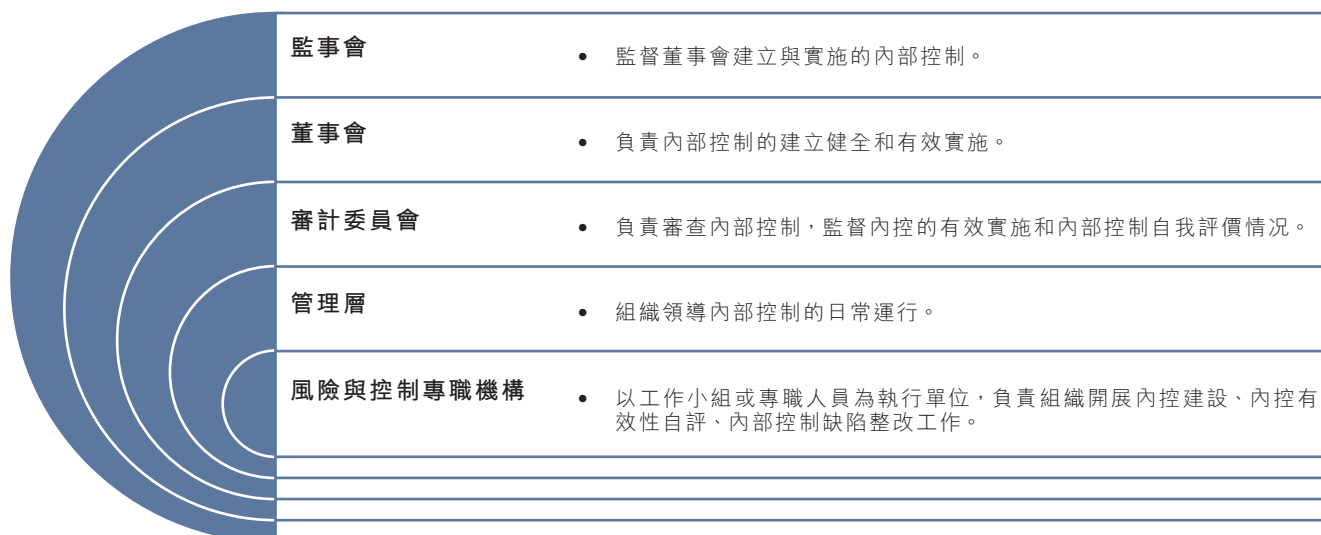 監事會
• 監督董事會建立與實施的內部控制。
董事會
• 負責內部控制的建立健全和有效實施。
審計委員會
• 負責審查內部控制，監督內控的有效實施和內部控制自我評價情况。
管理層
• 組織領導內部控制的日常運行。
風險與控制專職機構
• 以工作小組或專職人員為執行單位，負責組織開展內控建設、內控有
效性自評、內部控制缺陷整改工作。